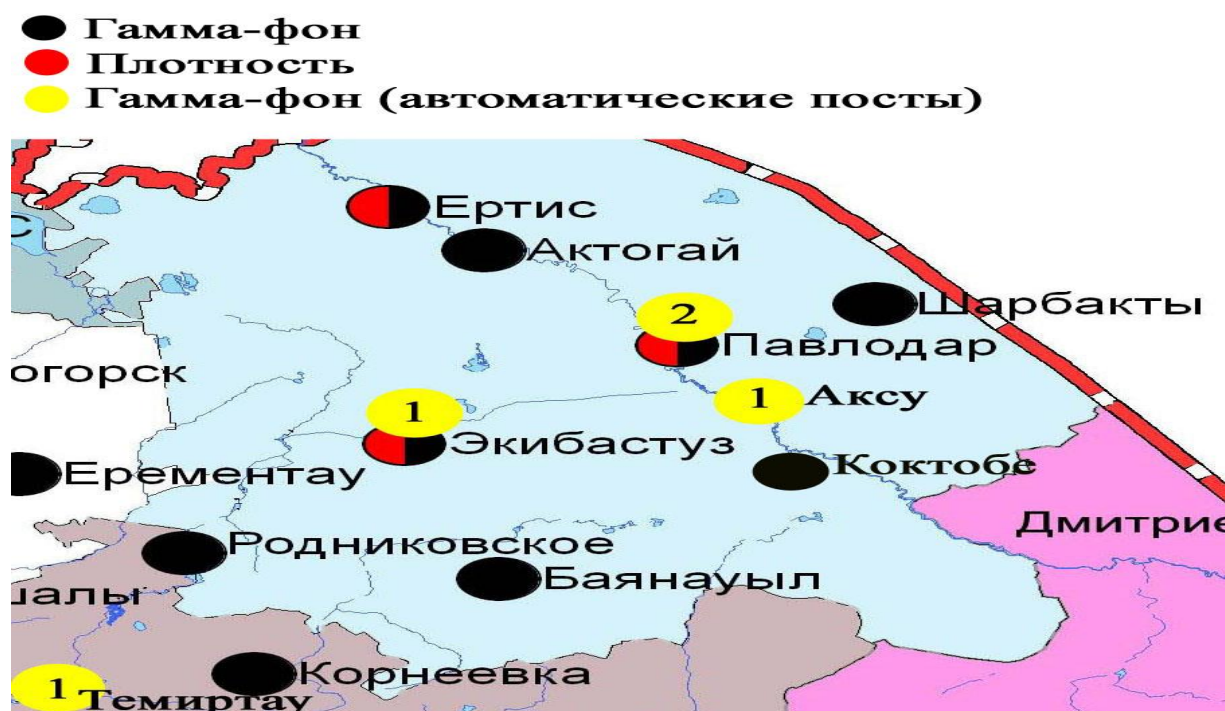 Гамма-фон
Плотность
Гамма-фон (автоматические посты)
Ертис
С
Актогай
Шарбакты
2
Павлодар
огорск
1
Аксу
1
Экибастуз
Коктобе
Ерементау
Дмитрие
Родниковское
Баянауыл
шалы
Корнеевка
1
Темиртау